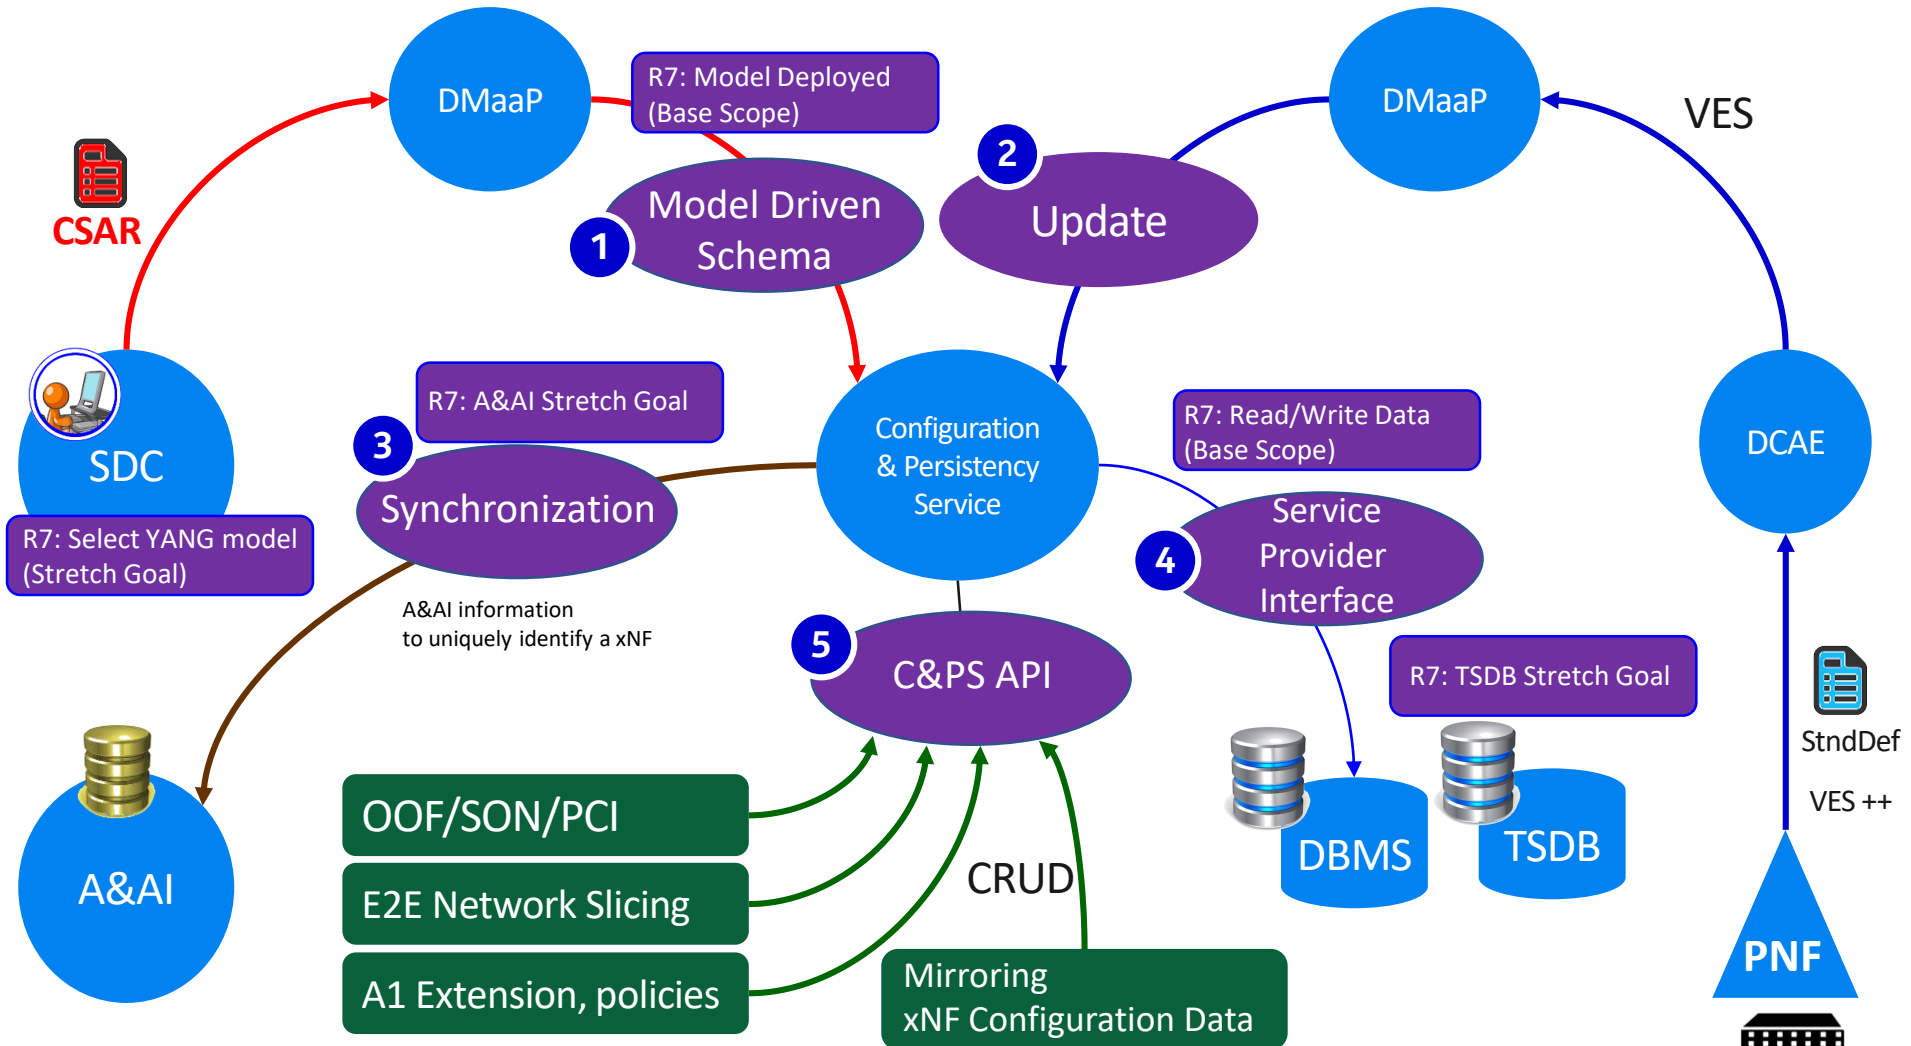 DMaaP
R7: Model Deployed
(Base Scope)
DMaaP
VES
CSAR
1
Model Driven
Schema
2
Update
SDC
R7: Select YANG model
(Stretch Goal)
R7: A&AI Stretch Goal
3
Synchronization
A&AI information
to uniquely identify a xNF
Configuration
& Persistency
Service
R7: Read/Write Data
(Base Scope)
4
Service
Provider
Interface
DCAE
5
C&PS API
R7: TSDB Stretch Goal
StndDef
VES ++
A&AI
OOF/SON/PCI
E2E Network Slicing
A1 Extension, policies
CRUD
Mirroring
xNF Configuration Data
DBMS
TSDB
PNF